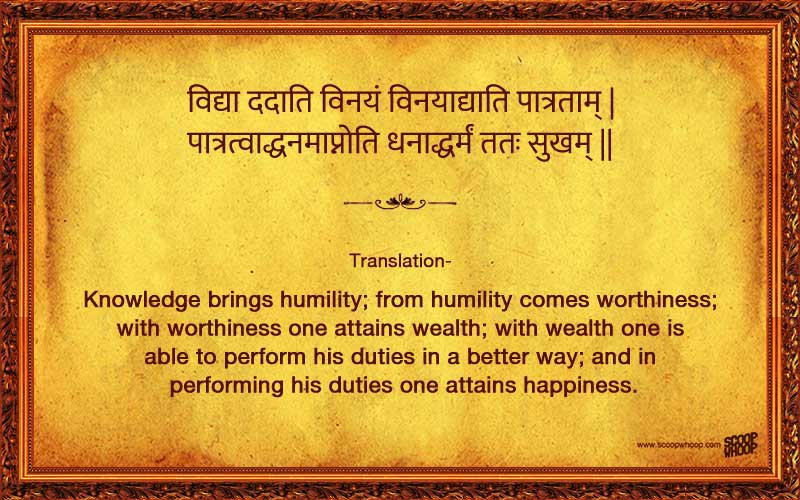 विद्या ददाति विनयं विनयाद्याति पात्रताम् |
पात्रत्वाद्धनमाप्नोति धनाद्धर्मं ततः सुखम् ||
Translation-
Knowledge brings humility; from humility comes worthiness;
with worthiness one attains wealth; with wealth one is
able to perform his duties in a better way; and in
performing his duties one attains happiness.
www.scoopwhoop.com SCOOP
WHOOP